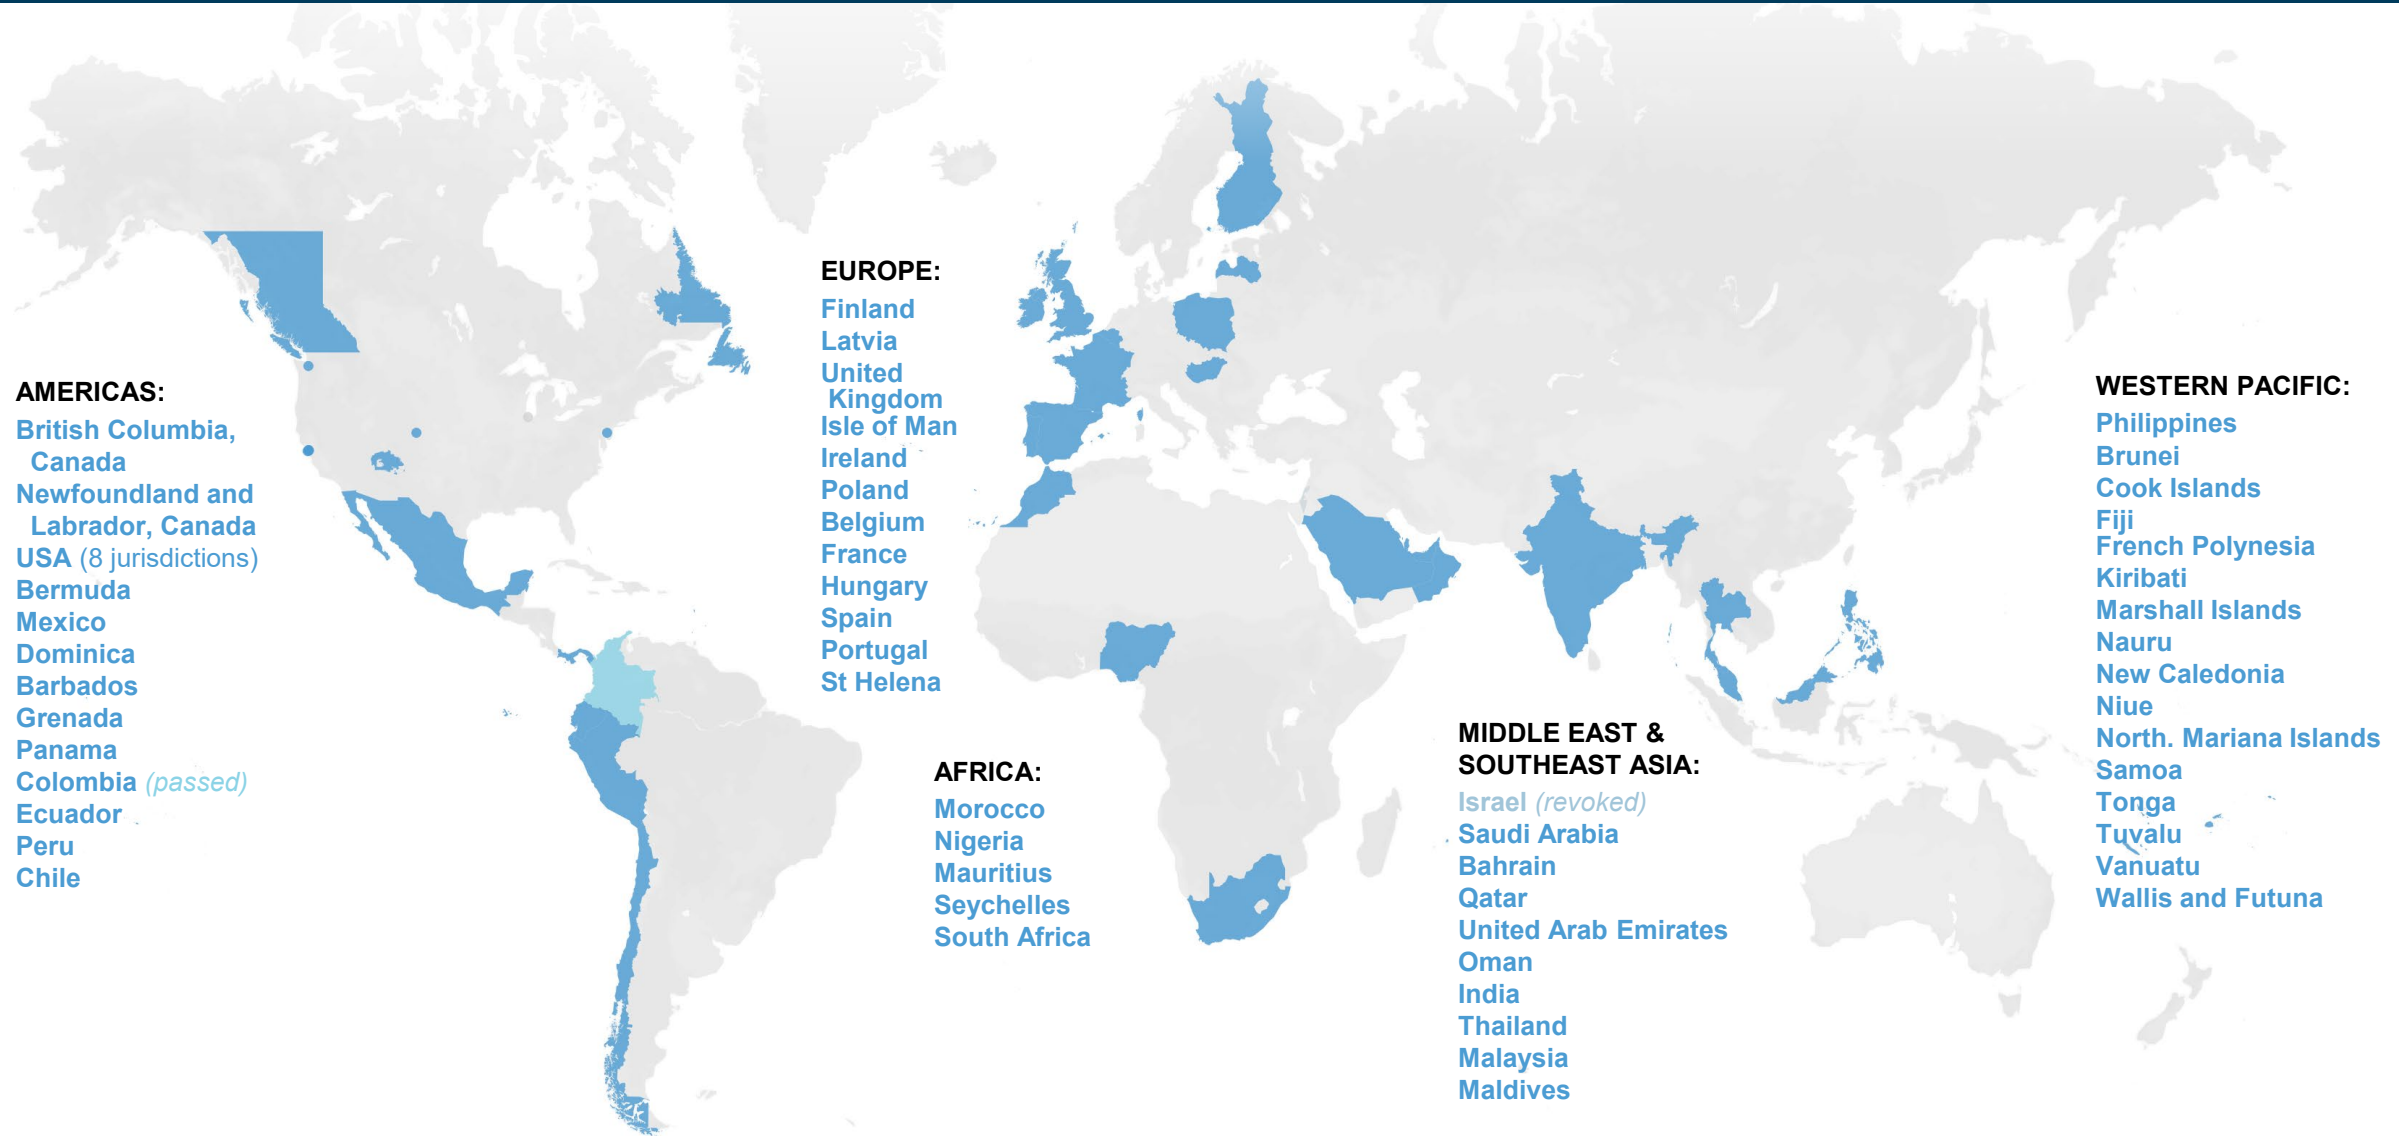 AMERICAS:
British Columbia,
Canada
Newfoundland and
Labrador, Canada
USA (8 jurisdictions)
Bermuda
Mexico
Dominica
Barbados
Grenada
Panama
Colombia (passed)
Ecuador
Peru
Chile
EUROPE:
Finland
Latvia
United
Kingdom
Isle of Man
Ireland
Poland
Belgium
France
Hungary
Spain
Portugal
St Helena
AFRICA:
Morocco
Nigeria
Mauritius
Seychelles
South Africa
MIDDLE EAST &
SOUTHEAST ASIA:
Israel (revoked)
Saudi Arabia
Bahrain
Qatar
United Arab Emirates
Oman
India
Thailand
Malaysia
Maldives
WESTERN PACIFIC:
Philippines
Brunei
Cook Islands
Fiji
French Polynesia
Kiribati
Marshall Islands
Nauru
New Caledonia
Niue
North. Mariana Islands
Samoa
Tonga
Tuvalu
Vanuatu
Wallis and Futuna